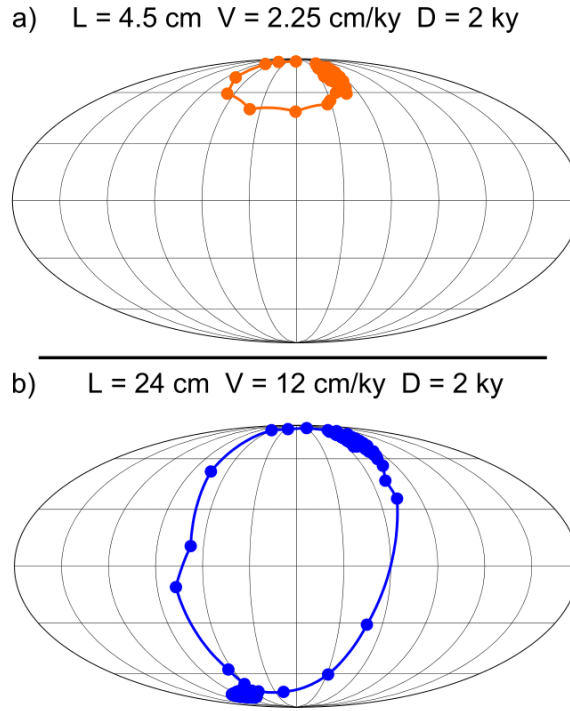 a) L = 4.5 cm V = 2.25 cm/ky D = 2 ky
b) L = 24 cm V = 12 cm/ky D = 2 ky